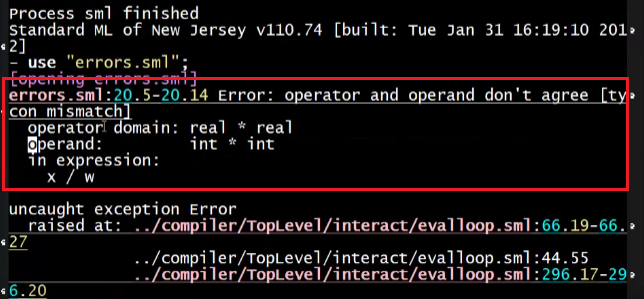 Process sml finished
Standard ML of New Jersey v110.74 [built: Tue Jan 31 16:19:10 201
2]
- use "errors.sml";
[opening errors.sml]
errors.sml:20.5-20.14 Error: operator and operand don't agree [ty
con mismatch]
operator domain: real * real
operand: int * int
in expression:
x / w
uncaught exception Error
raised at: ../compiler/TopLevel/interact/evalloop.sml:66.19-66.
27
../compiler/TopLevel/interact/evalloop.sml:44.55
../compiler/TopLevel/interact/evalloop.sml:296.17-29
6.20